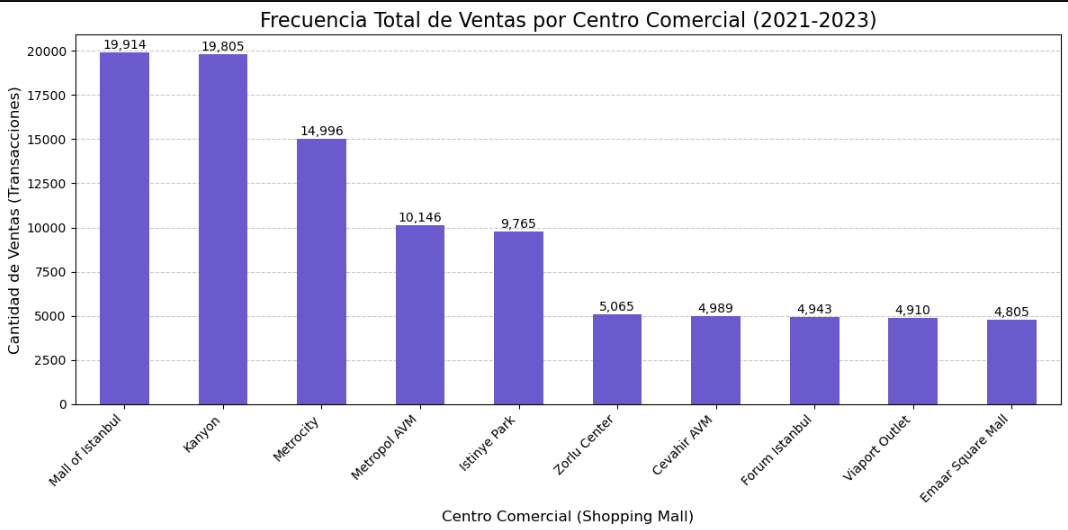 Frecuencia Total de Ventas por Centro Comercial (2021-2023)
Cantidad de Ventas (Transacciones)
20000
17500
15000
12500
10000
7500
5000
2500
0
19,914
19,805
14,996
10,146
9,765
5,065
4,989
4,943
4,910
4,805
Mall of Istanbul
Kanyon
Metrocity
Metropol AVM
Istinye Park
Zorlu Center
Cevahir AVM
Forum Istanbul
Viaport Outlet
Emaar Square Mall
Centro Comercial (Shopping Mall)